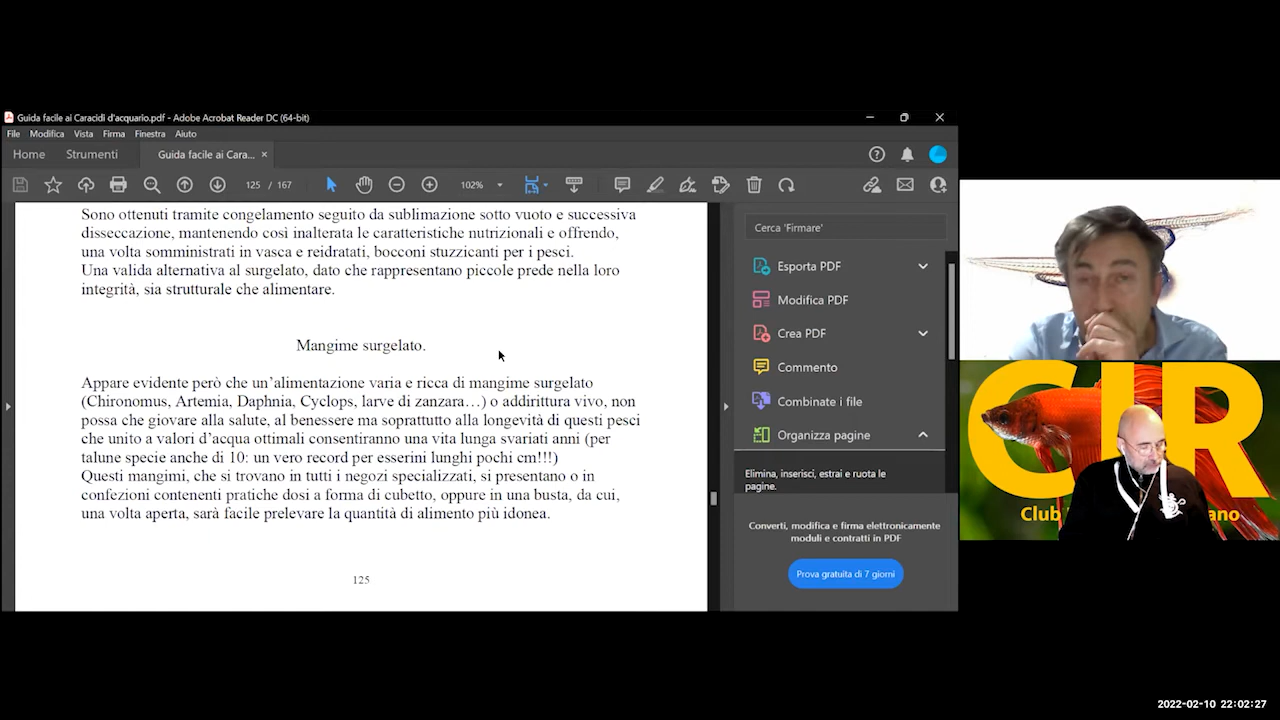 Guida facile ai Caracidi d'acquario.pdf - Adobe Acrobat Reader DC (64-bit)
File Modifica Vista Firma Finestra Aiuto
Home Strumenti Guida facile ai Cara... ×
125 / 167 102%
Sono ottenuti tramite congelamento seguito da sublimazione sotto vuoto e successiva
disseccazione, mantenendo così inalterata le caratteristiche nutrizionali e offrendo,
una volta somministrati in vasca e reidratati, bocconi stuzzicanti per i pesci.
Una valida alternativa al surgelato, dato che rappresentano piccole prede nella loro
integrità, sia strutturale che alimentare.
Mangime surgelato.
Appare evidente però che un'alimentazione varia e ricca di mangime surgelato
(Chironomus, Artemia, Daphnia, Cyclops, larve di zanzara…) o addirittura vivo, non
possa che giovare alla salute, al benessere ma soprattutto alla longevità di questi pesci
che unito a valori d'acqua ottimali consentiranno una vita lunga svariati anni (per
talune specie anche di 10: un vero record per esserini lunghi pochi cm!!!)
Questi mangimi, che si trovano in tutti i negozi specializzati, si presentano o in
confezioni contenenti pratiche dosi a forma di cubetto, oppure in una busta, da cui,
una volta aperta, sarà facile prelevare la quantità di alimento più idonea.
125
Cerca 'Firmare'
Esporta PDF
Modifica PDF
Crea PDF
Commento
Combinate i file
Organizza pagine
Elimina, inserisci, estrai e ruota le
pagine.
Converti, modifica e firma elettronicamente
moduli e contratti in PDF
Prova gratuita di 7 giorni
CIR
Club ano
2022-02-10 22:02:27